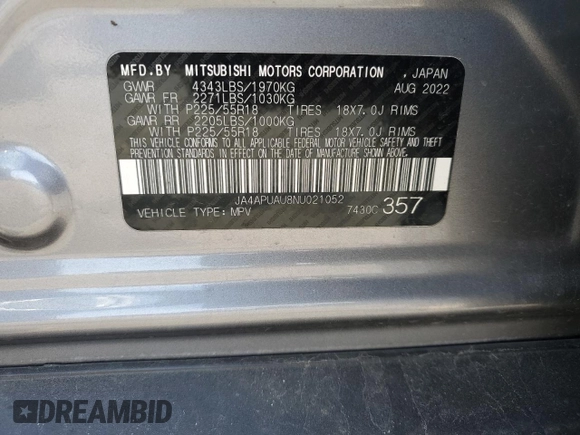 MFD.BY MITSUBISHI MOTORS CORPORATION , JAPAN
GVWR 4343LBS/1970KG AUG 2022
GAWR FR 2271LBS/1030KG
WITH P225/55R18 TIRES 18X7.0J RIMS
GAWR RR 2205LBS/1000KG
WITH P225/55R18 TIRES 18X7.0J RIMS
THIS VEHICLE CONFORMS TO ALL APPLICABLE FEDERAL MOTOR VEHICLE SAFETY, BUMPER, AND THEFT
PREVENTION STANDARDS IN EFFECT ON THE DATE OF MANUFACTURE SHOWN ABOVE.
JA4APUAU8NU021052
VEHICLE TYPE: MPV 7430C 357
DREAMBID